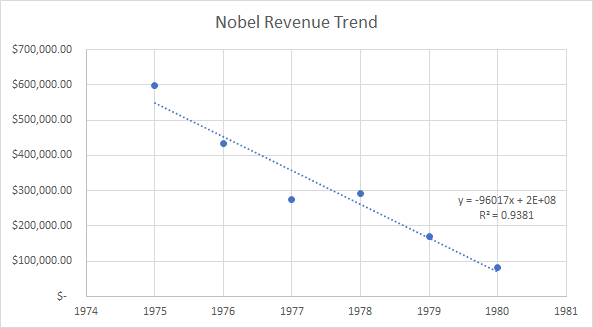 Nobel Revenue Trend
$700,000.00
$600,000.00
$500,000.00
$400,000.00
$300,000.00
$200,000.00
$100,000.00
$-
y = -96017x + 2E+08
R² = 0.9381
1974 1975 1976 1977 1978 1979 1980 1981